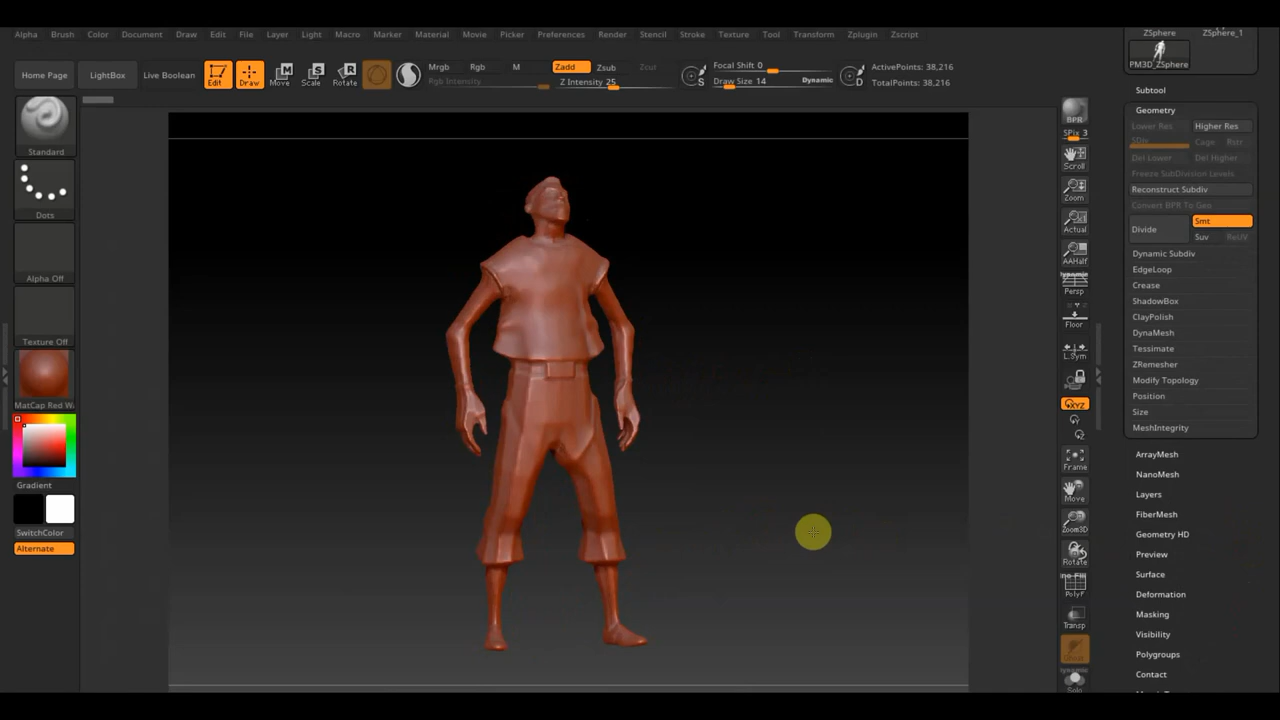 Alpha Brush Color Document Draw Edit File Layer Light Macro Marker Material Movie Picker Preferences Render Stencil Stroke Texture Tool Transform Zplugin Zscript
ZSphere ZSphere_1
PM3D_ZSphere
Home Page LightBox Live Boolean Edit Draw Move Scale Rotate
Mrgb Rgb M Zadd Zsub Zcut
Rgb Intensity Z Intensity 25
S Focal Shift 0 D ActivePoints: 38,216
Draw Size 14 Dynamic TotalPoints: 38,216
Standard
Dots
Alpha Off
Texture Off
MatCap Red W
Gradient
SwitchColor
Alternate
BPR
SPix 3
Scroll
Zoom
Actual
AAHalf
Dynamic
Persp
Floor
L.Sym
XYZ
Y
Z
Frame
Move
Zoom3D
Rotate
PolyF
Transp
Dynamic
Solo
Subtool
Geometry
Lower Res Higher Res
SDiv Cage Rstr
Del Lower Del Higher
Freeze SubDivision Levels
Reconstruct Subdiv
Convert BPR To Geo
Divide Smt
Suv ReUV
Dynamic Subdiv
EdgeLoop
Crease
ShadowBox
ClayPolish
DynaMesh
Tessimate
ZRemesher
Modify Topology
Position
Size
MeshIntegrity
ArrayMesh
NanoMesh
Layers
FiberMesh
Geometry HD
Preview
Surface
Deformation
Masking
Visibility
Polygroups
Contact